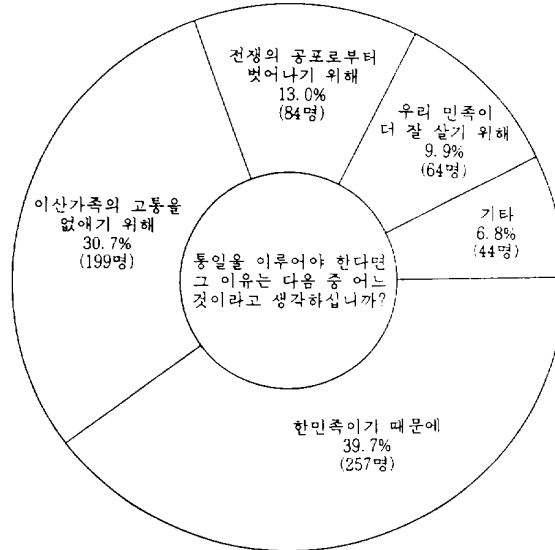 전쟁의 공포로부터
벗어나기 위해
13.0%
(84명)
우리 민족이
더 잘 살기 위해
9.9%
(64명)
기타
6.8%
(44명)
이산가족의 고통을
없애기 위해
30.7%
(199명)
통일을 이루어야 한다면
그 이유는 다음 중 어느
것이라고 생각하십니까?
한민족이기 때문에
39.7%
(257명)